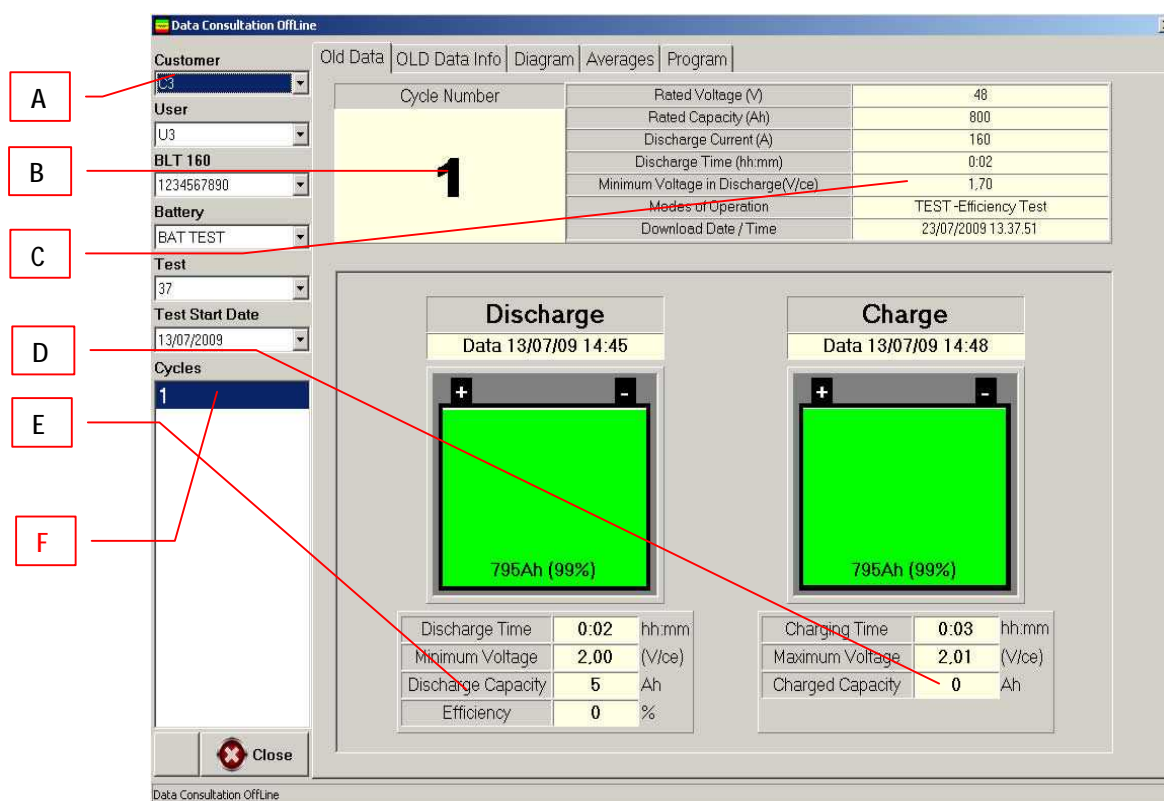 Data Consultation OffLine
Customer
C3
User
U3
BLT 160
1234567890
Battery
BAT TEST
Test
37
Test Start Date
13/07/2009
Cycles
1
Close
Data Consultation OffLine
A
B
C
D
E
F
Old Data OLD Data Info Diagram Averages Program
Cycle Number
1
Rated Voltage (V) 48
Rated Capacity (Ah) 800
Discharge Current (A) 160
Discharge Time (hh:mm) 0:02
Minimum Voltage in Discharge(V/ce) 1,70
Modes of Operation TEST -Efficiency Test
Download Date / Time 23/07/2009 13.37.51
Discharge
Data 13/07/09 14:45
+ -
795Ah (99%)
Discharge Time 0:02 hh:mm
Minimum Voltage 2,00 (V/ce)
Discharge Capacity 5 Ah
Efficiency 0 %
Charge
Data 13/07/09 14:48
+ -
795Ah (99%)
Charging Time 0:03 hh:mm
Maximum Voltage 2,01 (V/ce)
Charged Capacity 0 Ah